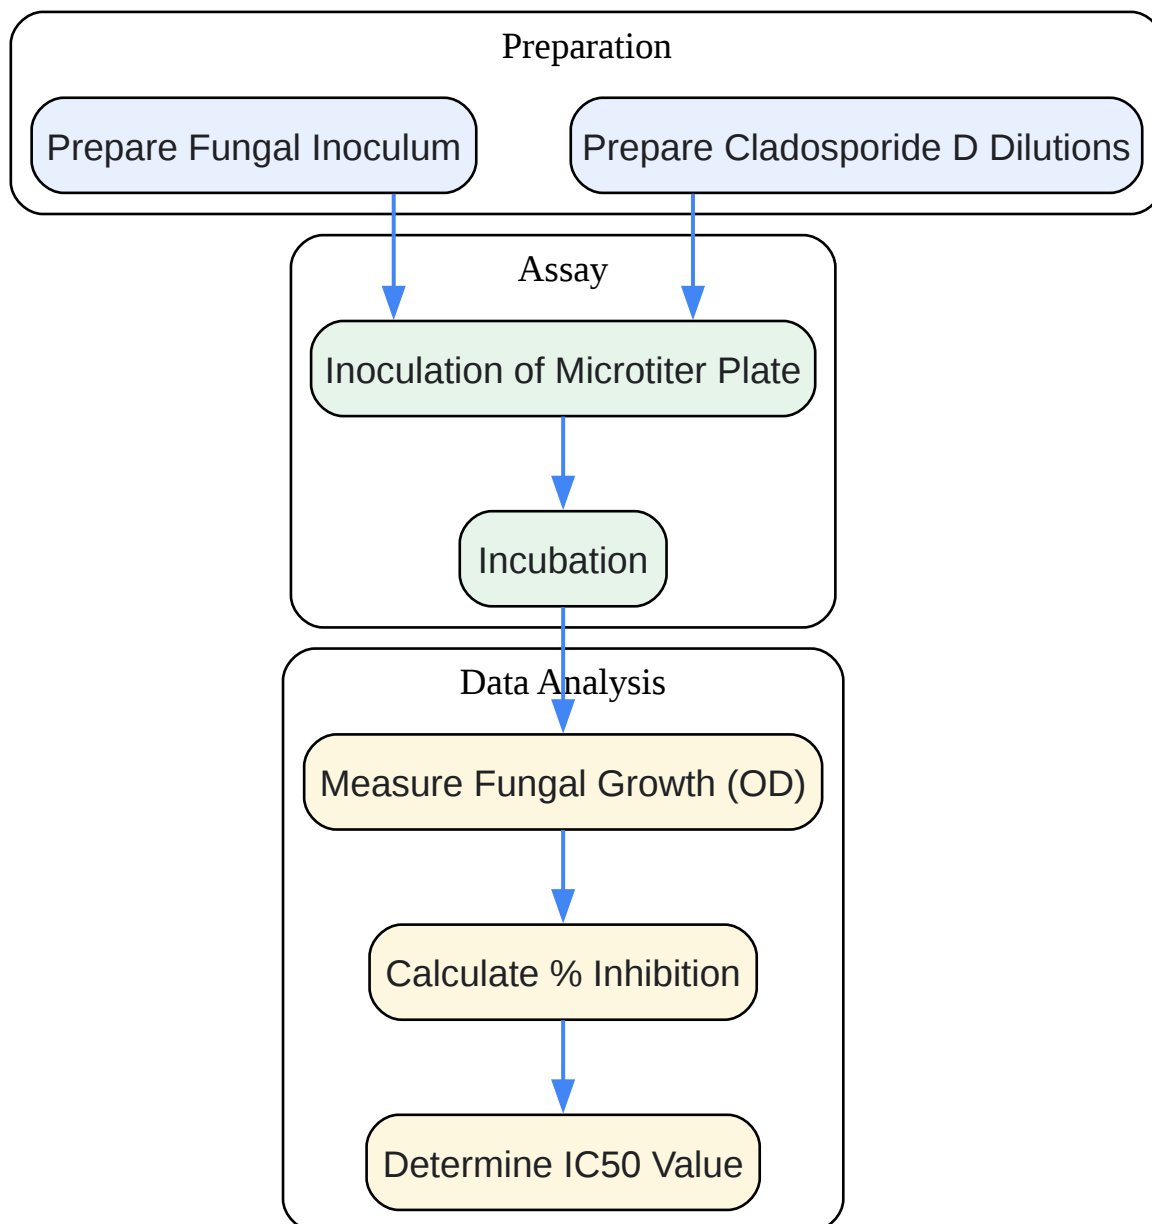 Preparation
Prepare Fungal Inoculum
Prepare Cladosporide D Dilutions
Assay
Inoculation of Microtiter Plate
Incubation
Data Analysis
Measure Fungal Growth (OD)
Calculate % Inhibition
Determine IC50 Value